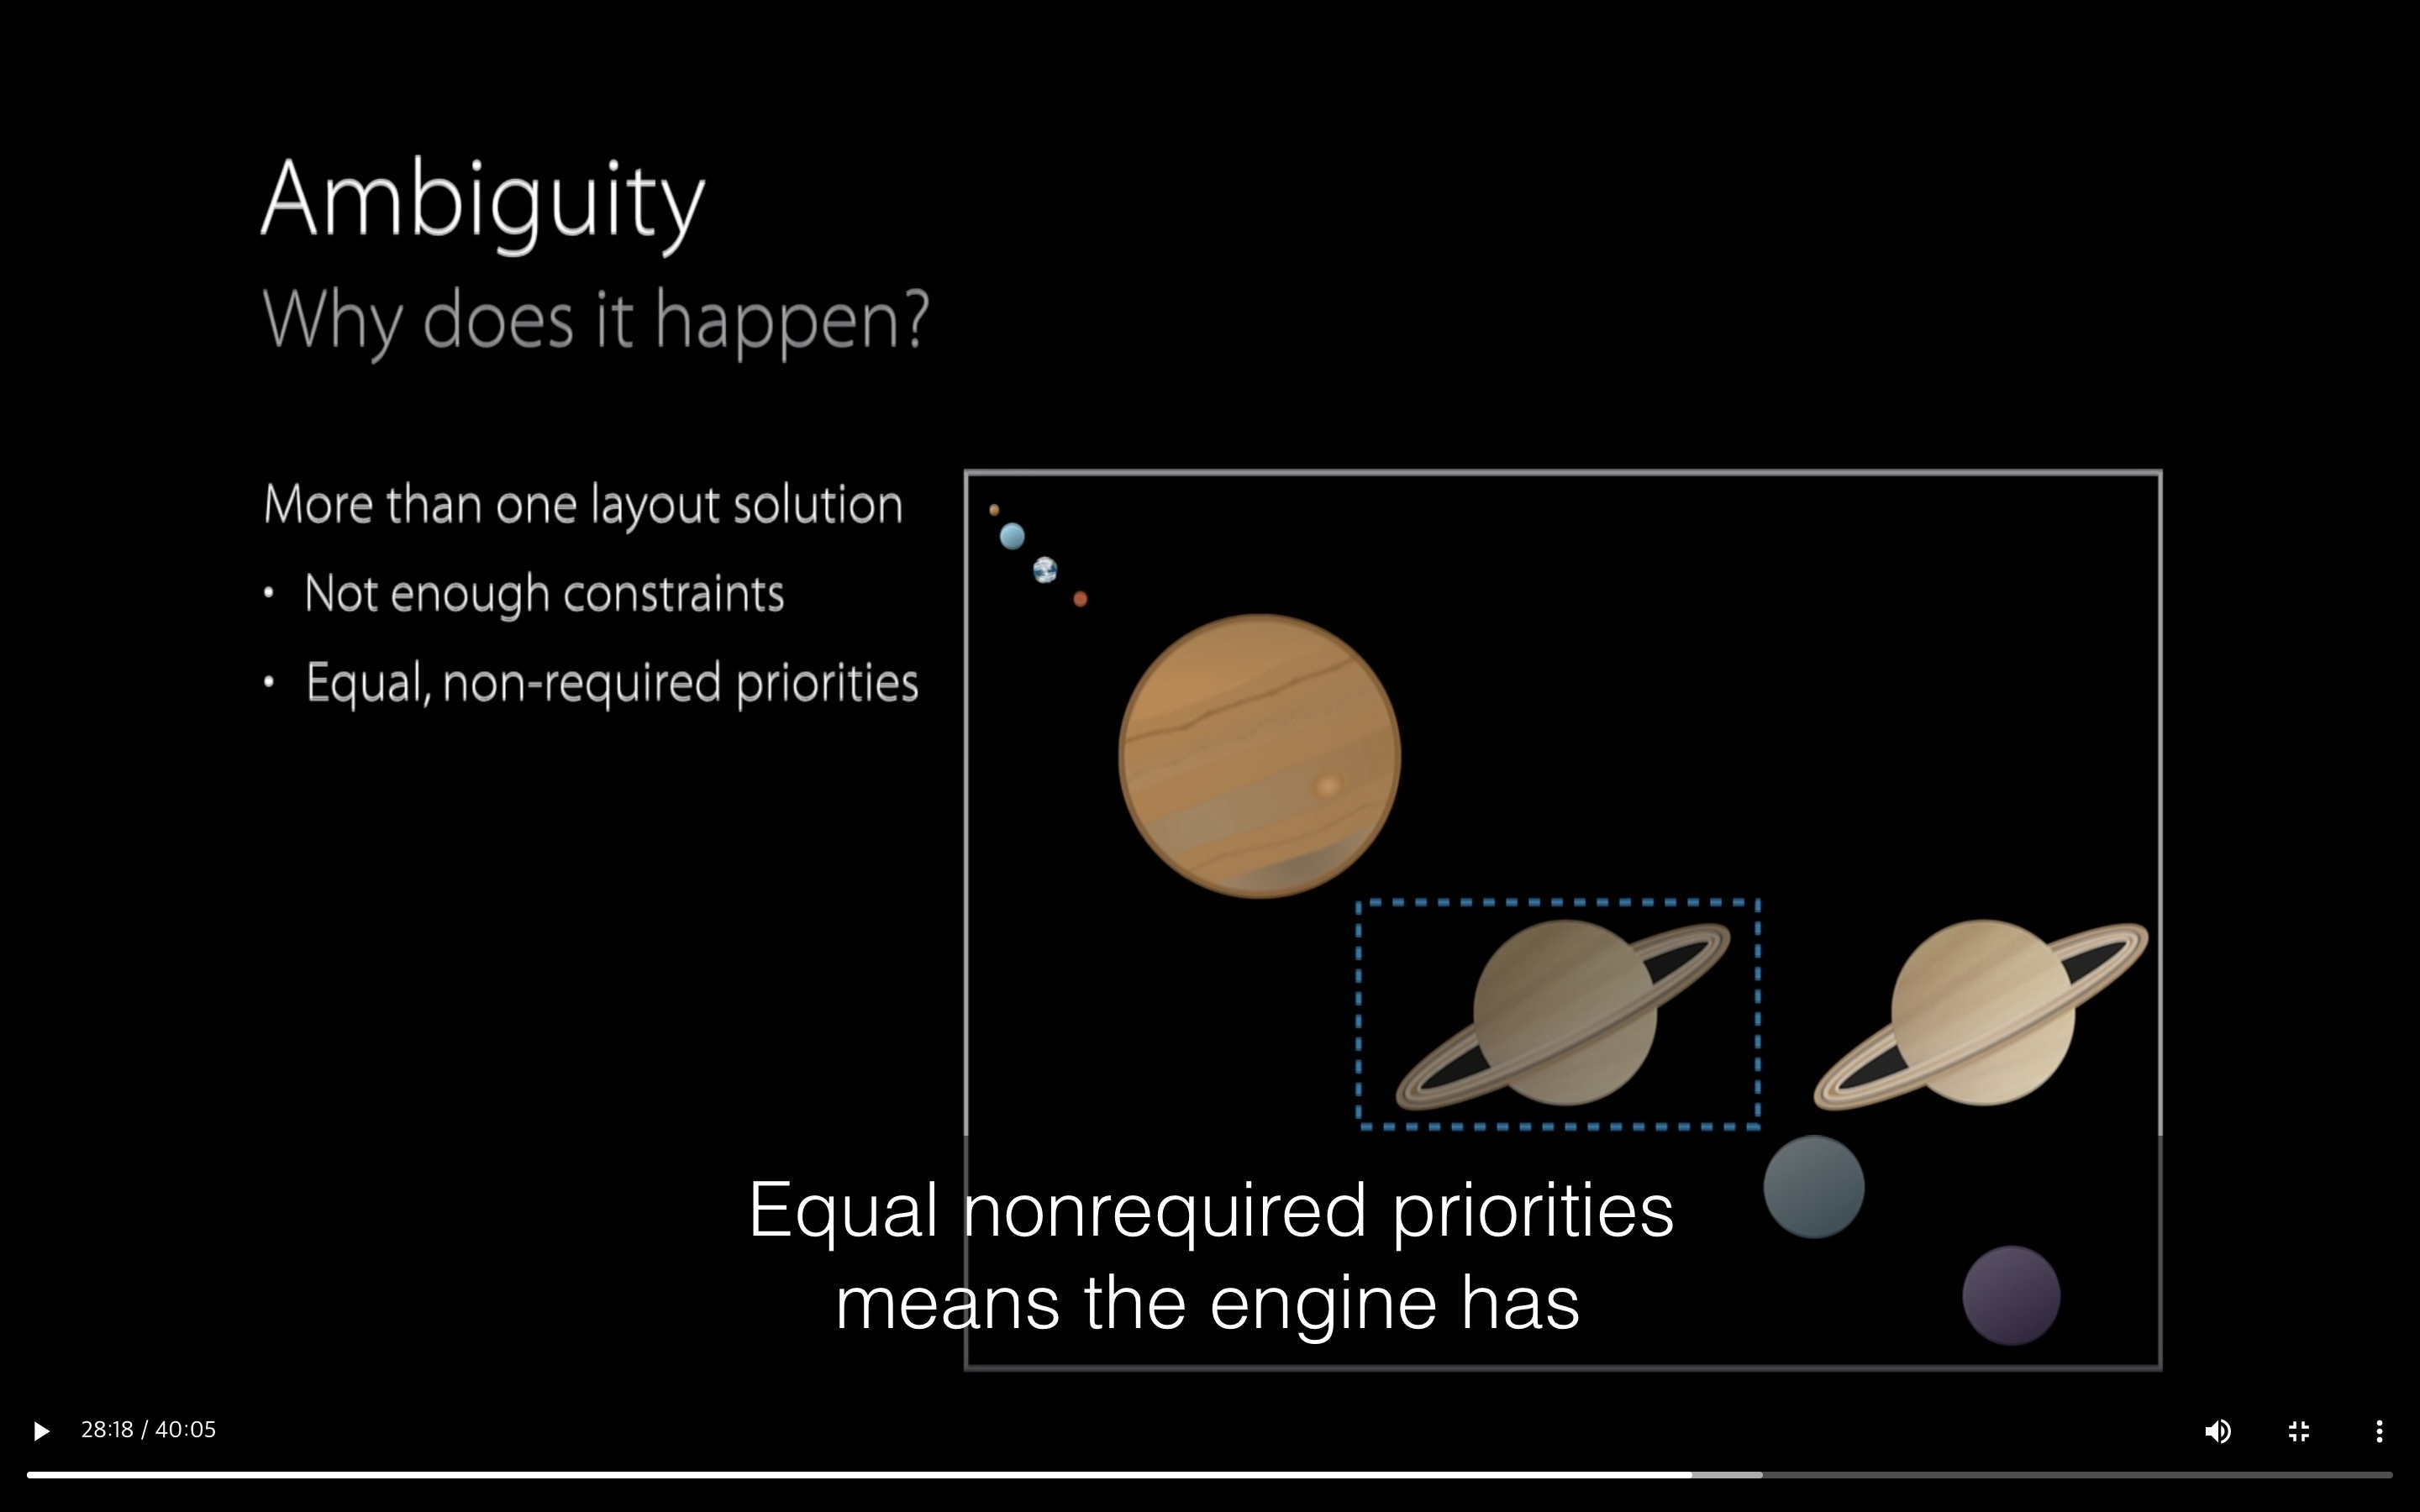 Ambiguity
Why does it happen?
More than one layout solution
• Not enough constraints
• Equal, non-required priorities
Equal nonrequired priorities
means the engine has
28:18 / 40:05